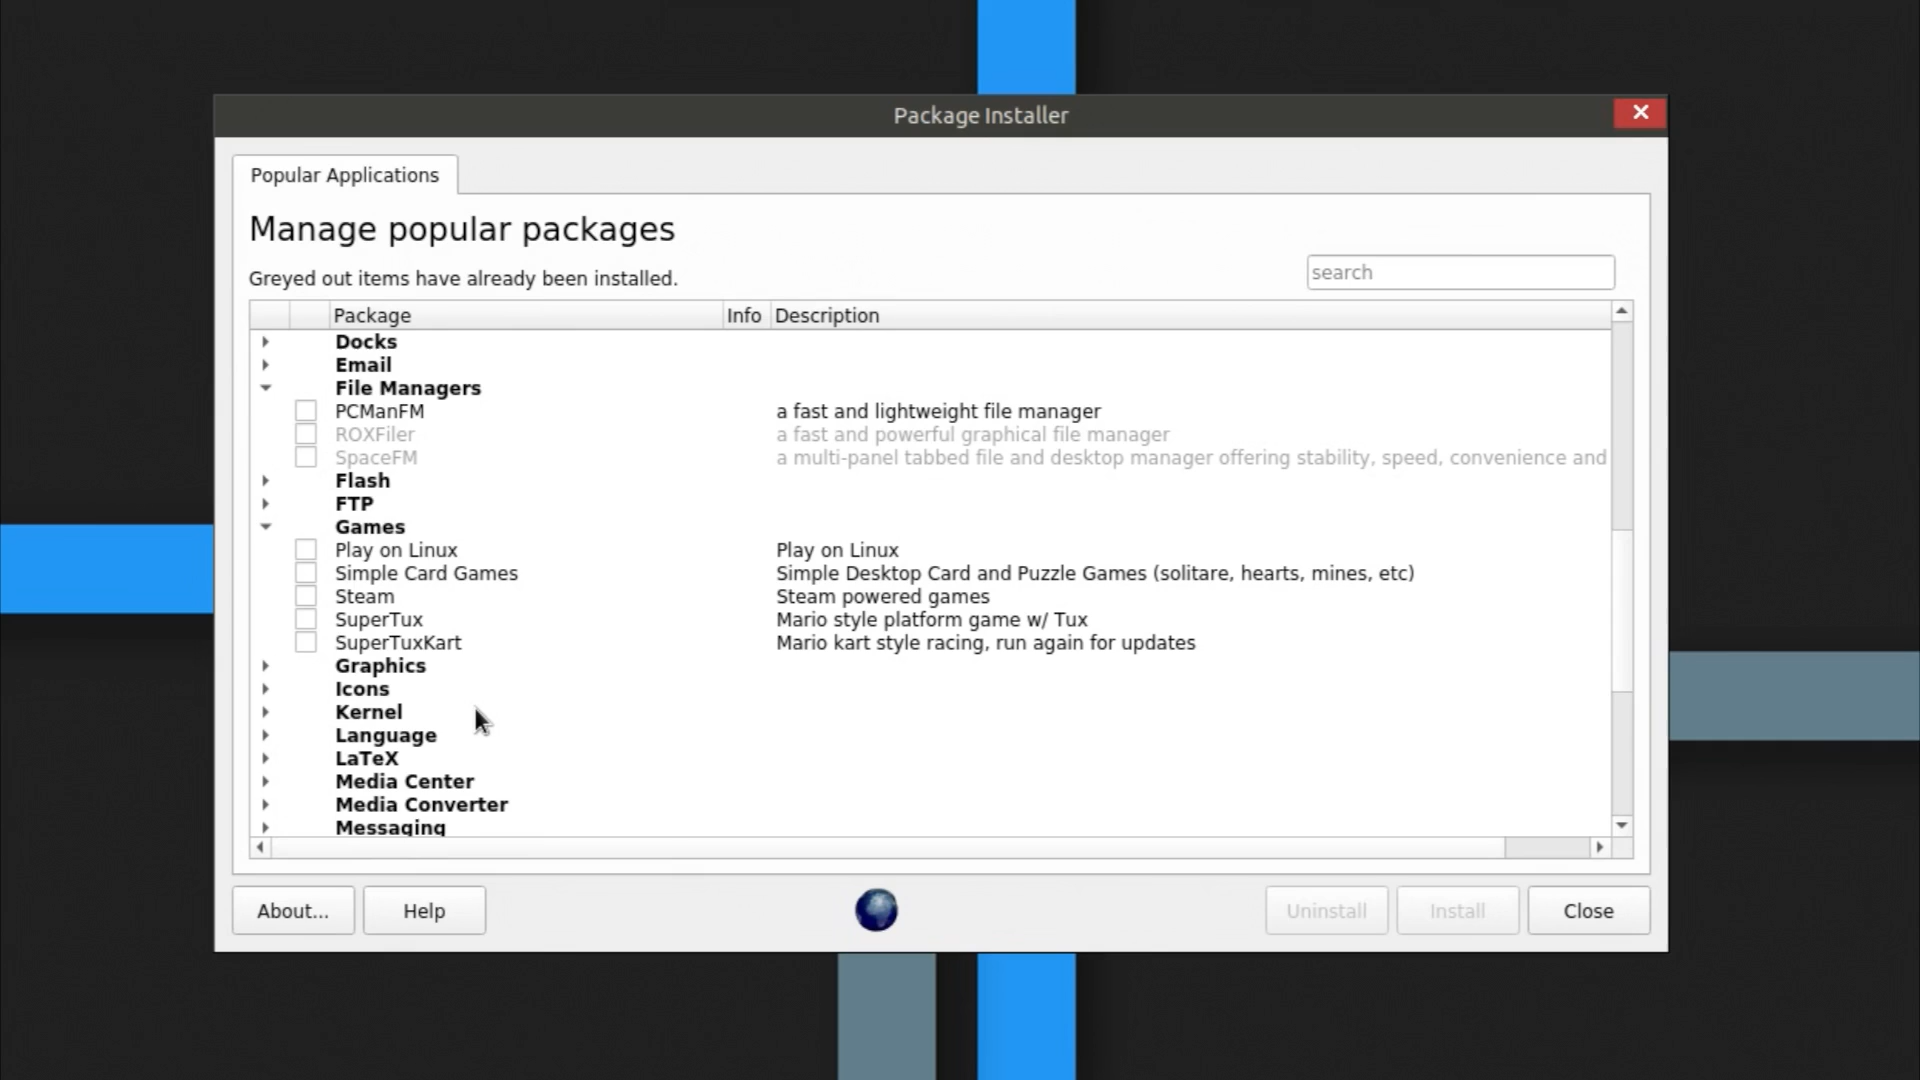 Package Installer
Popular Applications
Manage popular packages
Greyed out items have already been installed.
search
Package Info Description
Docks
Email
File Managers
PCManFM a fast and lightweight file manager
ROXFiler a fast and powerful graphical file manager
SpaceFM a multi-panel tabbed file and desktop manager offering stability, speed, convenience and
Flash
FTP
Games
Play on Linux Play on Linux
Simple Card Games Simple Desktop Card and Puzzle Games (solitare, hearts, mines, etc)
Steam Steam powered games
SuperTux Mario style platform game w/ Tux
SuperTuxKart Mario kart style racing, run again for updates
Graphics
Icons
Kernel
Language
LaTeX
Media Center
Media Converter
Messaging
About... Help Uninstall Install Close